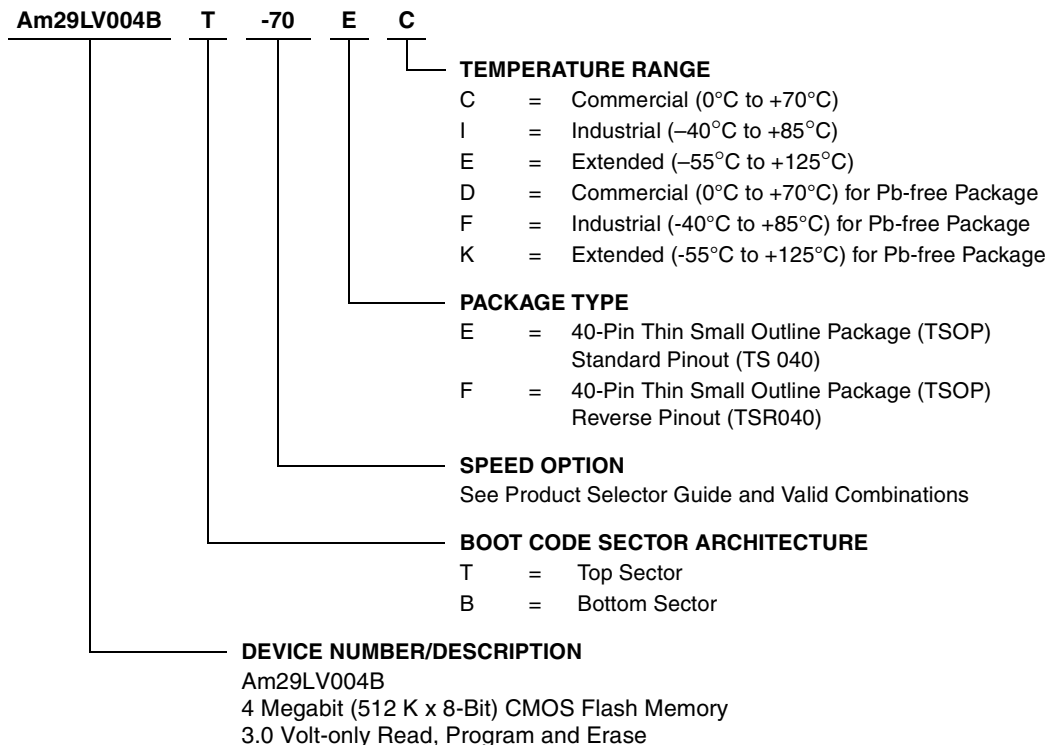 Am29LV004B T -70 E C
TEMPERATURE RANGE
C = Commercial (0°C to +70°C)
I = Industrial (–40°C to +85°C)
E = Extended (–55°C to +125°C)
D = Commercial (0°C to +70°C) for Pb-free Package
F = Industrial (-40°C to +85°C) for Pb-free Package
K = Extended (-55°C to +125°C) for Pb-free Package
PACKAGE TYPE
E = 40-Pin Thin Small Outline Package (TSOP)
Standard Pinout (TS 040)
F = 40-Pin Thin Small Outline Package (TSOP)
Reverse Pinout (TSR040)
SPEED OPTION
See Product Selector Guide and Valid Combinations
BOOT CODE SECTOR ARCHITECTURE
T = Top Sector
B = Bottom Sector
DEVICE NUMBER/DESCRIPTION
Am29LV004B
4 Megabit (512 K x 8-Bit) CMOS Flash Memory
3.0 Volt-only Read, Program and Erase